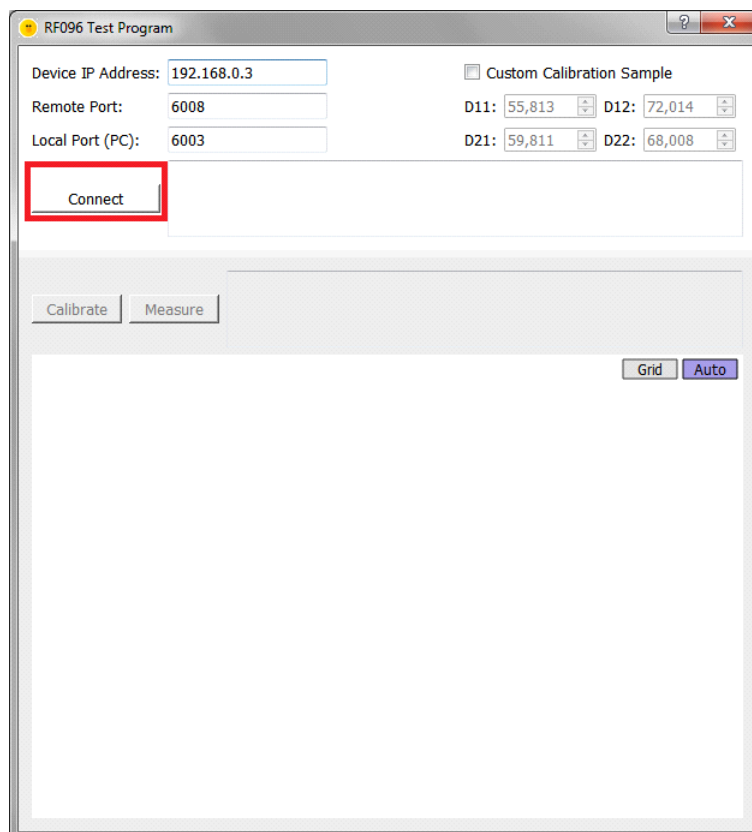 RF096 Test Program
Device IP Address: 192.168.0.3
Custom Calibration Sample
Remote Port: 6008
D11: 55,813 D12: 72,014
Local Port (PC): 6003
D21: 59,811 D22: 68,008
Connect
Calibrate Measure
Grid Auto